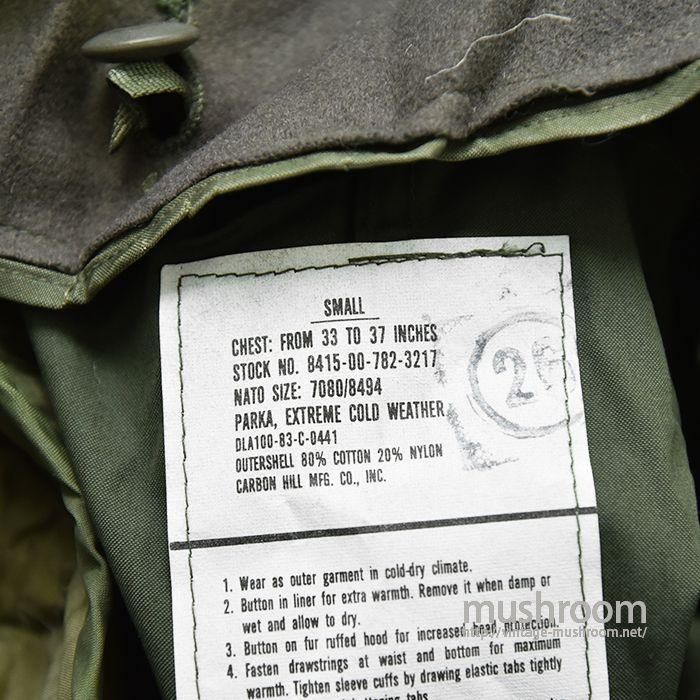 SMALL
CHEST: FROM 33 TO 37 INCHES
STOCK NO. 8415-00-782-3217
NATO SIZE: 7080/8494
PARKA, EXTREME COLD WEATHER
DLA100-83-C-0441
OUTERSHELL 80% COTTON 20% NYLON
CARBON HILL MFG. CO., INC.
1. Wear as outer garment in cold-dry climate.
2. Button in liner for extra warmth. Remove it when damp or
wet and allow to dry.
3. Button on fur ruffed hood for increased head protection.
4. Fasten drawstrings at waist and bottom for maximum
warmth. Tighten sleeve cuffs by drawing elastic tabs tightly
tabs
mushroom
http://vintage-mushroom.net/